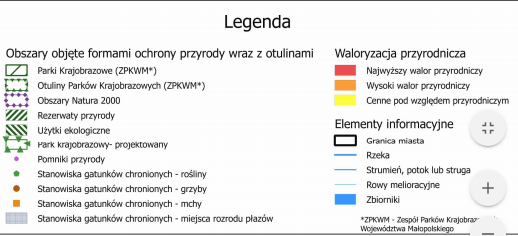 Legenda
Obszary objęte formami ochrony przyrody wraz z otulinami
Parki Krajobrazowe (ZPKWM*)
Otuliny Parków Krajobrazowych (ZPKWM*)
Obszary Natura 2000
Rezerwaty przyrody
Użytki ekologiczne
Park krajobrazowy- projektowany
Pomniki przyrody
Stanowiska gatunków chronionych - rośliny
Stanowiska gatunków chronionych - grzyby
Stanowiska gatunków chronionych - mchy
Stanowiska gatunków chronionych - miejsca rozrodu płazów
Waloryzacja przyrodnicza
Najwyższy walor przyrodniczy
Wysoki walor przyrodniczy
Cenne pod względem przyrodniczym
Elementy informacyjne
Granica miasta
Rzeka
Strumień, potok lub struga
Rowy melioracyjne
Zbiorniki
*ZPKWM - Zespół Parków
Województwa Małopolskiego